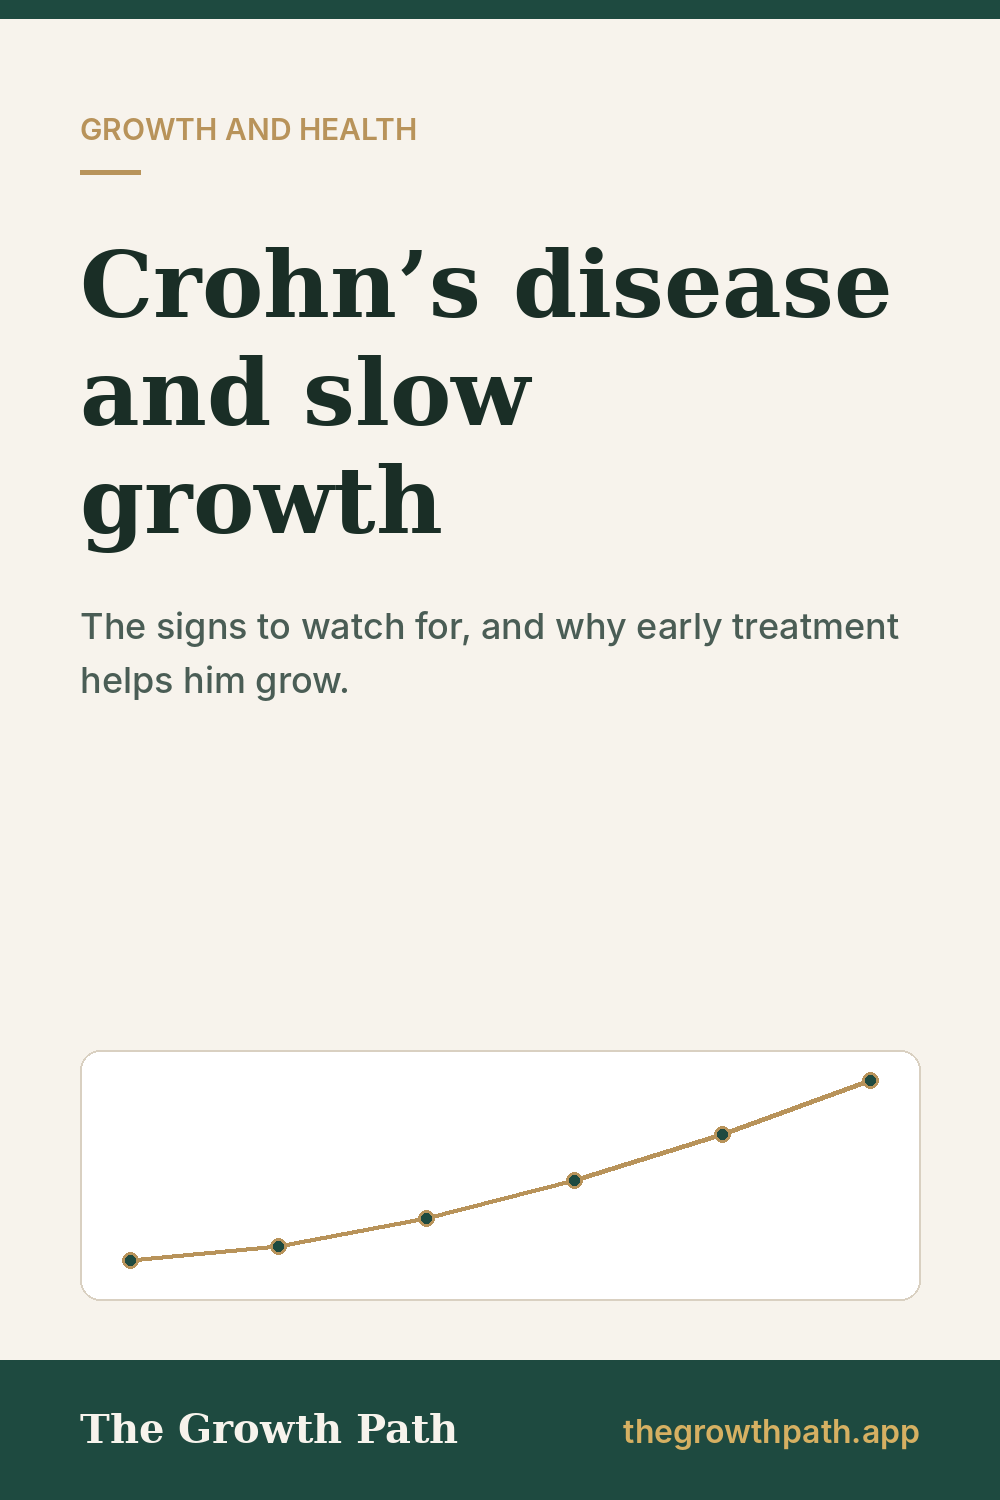 GROWTH AND HEALTH
Crohn’s disease
and slow
growth
The signs to watch for, and why early treatment
helps him grow.
The Growth Path
thegrowthpath.app